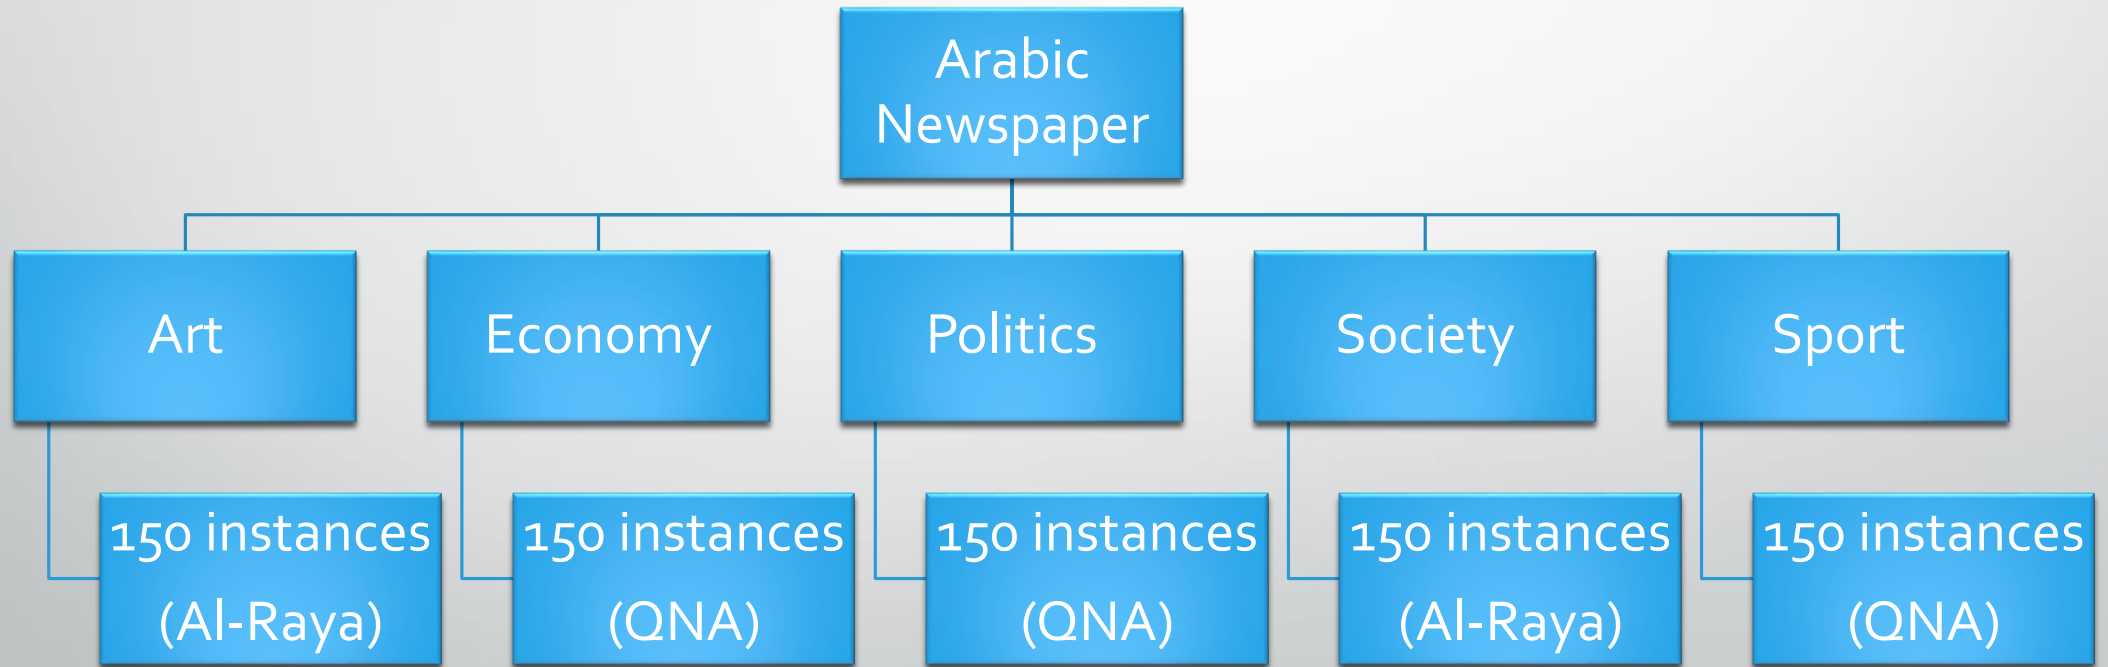 Arabic
Newspaper
Art
Economy
Politics
Society
Sport
150 instances
(Al-Raya)
150 instances
(QNA)
150 instances
(QNA)
150 instances
(Al-Raya)
150 instances
(QNA)